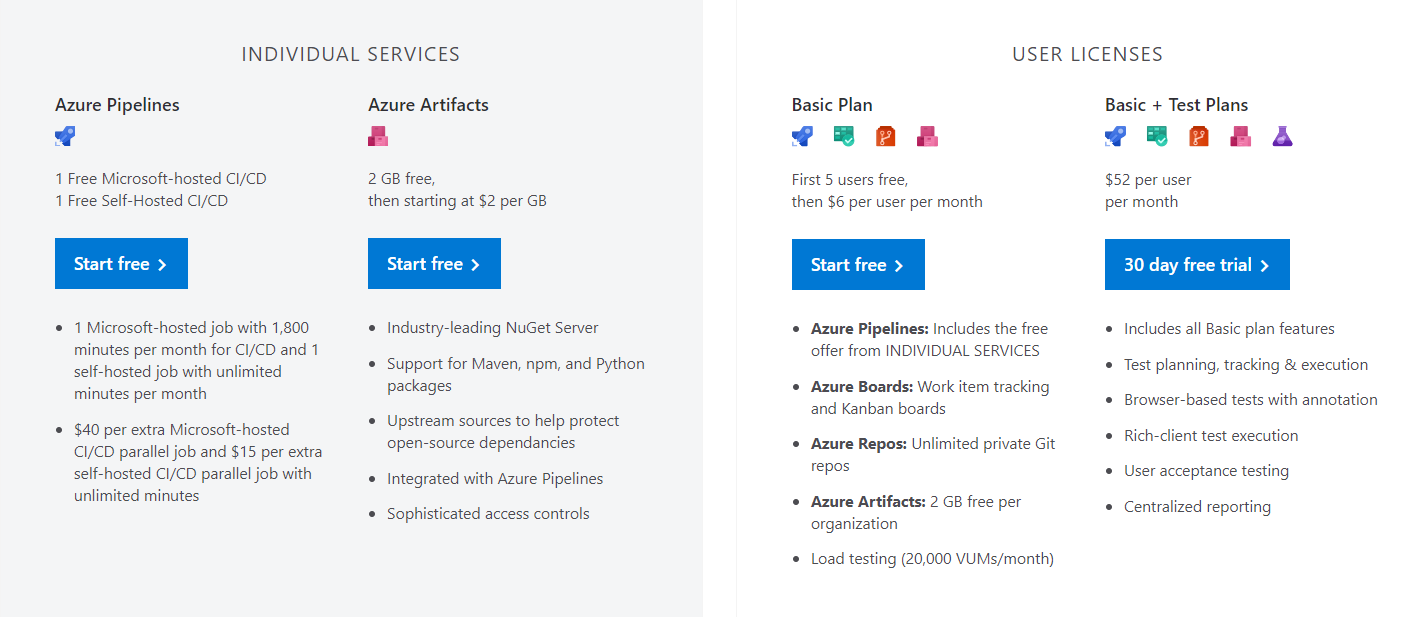 INDIVIDUAL SERVICES
Azure Pipelines
1 Free Microsoft-hosted CI/CD
1 Free Self-Hosted CI/CD
Start free
• 1 Microsoft-hosted job with 1,800
minutes per month for CI/CD and 1
self-hosted job with unlimited
minutes per month
• $40 per extra Microsoft-hosted
CI/CD parallel job and $15 per extra
self-hosted CI/CD parallel job with
unlimited minutes
Azure Artifacts
2 GB free,
then starting at $2 per GB
Start free
• Industry-leading NuGet Server
• Support for Maven, npm, and Python
packages
• Upstream sources to help protect
open-source dependancies
• Integrated with Azure Pipelines
• Sophisticated access controls
USER LICENSES
Basic Plan
First 5 users free,
then $6 per user per month
Start free
• Azure Pipelines: Includes the free
offer from INDIVIDUAL SERVICES
• Azure Boards: Work item tracking
and Kanban boards
• Azure Repos: Unlimited private Git
repos
• Azure Artifacts: 2 GB free per
organization
• Load testing (20,000 VUMs/month)
Basic + Test Plans
$52 per user
per month
30 day free trial
• Includes all Basic plan features
• Test planning, tracking & execution
• Browser-based tests with annotation
• Rich-client test execution
• User acceptance testing
• Centralized reporting